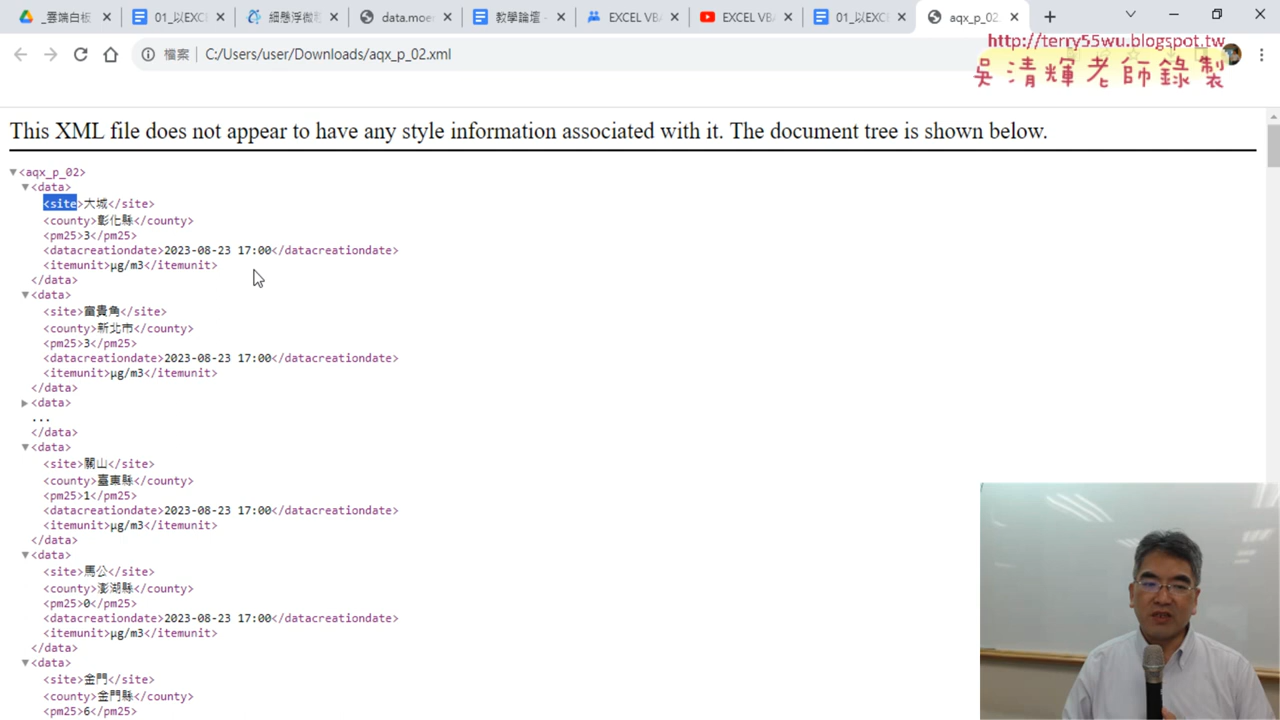 _雲端白板
01_以EXC
細懸浮微粒
data.moe
教學論壇 -
EXCEL VBA
EXCEL VBA
01_以EXC
aqx_p_02.
檔案
C:/Users/user/Downloads/aqx_p_02.xml
http://terry55wu.blogspot.tw
吳清輝老師錄製
This XML file does not appear to have any style information associated with it. The document tree is shown below.
▼<aqx_p_02>
▼<data>
<site>大城</site>
<county>彰化縣</county>
<pm25>3</pm25>
<datacreationdate>2023-08-23 17:00</datacreationdate>
<itemunit>μg/m3</itemunit>
</data>
▼<data>
<site>富貴角</site>
<county>新北市</county>
<pm25>3</pm25>
<datacreationdate>2023-08-23 17:00</datacreationdate>
<itemunit>μg/m3</itemunit>
</data>
▶<data>
...
</data>
▼<data>
<site>關山</site>
<county>臺東縣</county>
<pm25>1</pm25>
<datacreationdate>2023-08-23 17:00</datacreationdate>
<itemunit>μg/m3</itemunit>
</data>
▼<data>
<site>馬公</site>
<county>澎湖縣</county>
<pm25>0</pm25>
<datacreationdate>2023-08-23 17:00</datacreationdate>
<itemunit>μg/m3</itemunit>
</data>
▼<data>
<site>金門</site>
<county>金門縣</county>
<pm25>6</pm25>